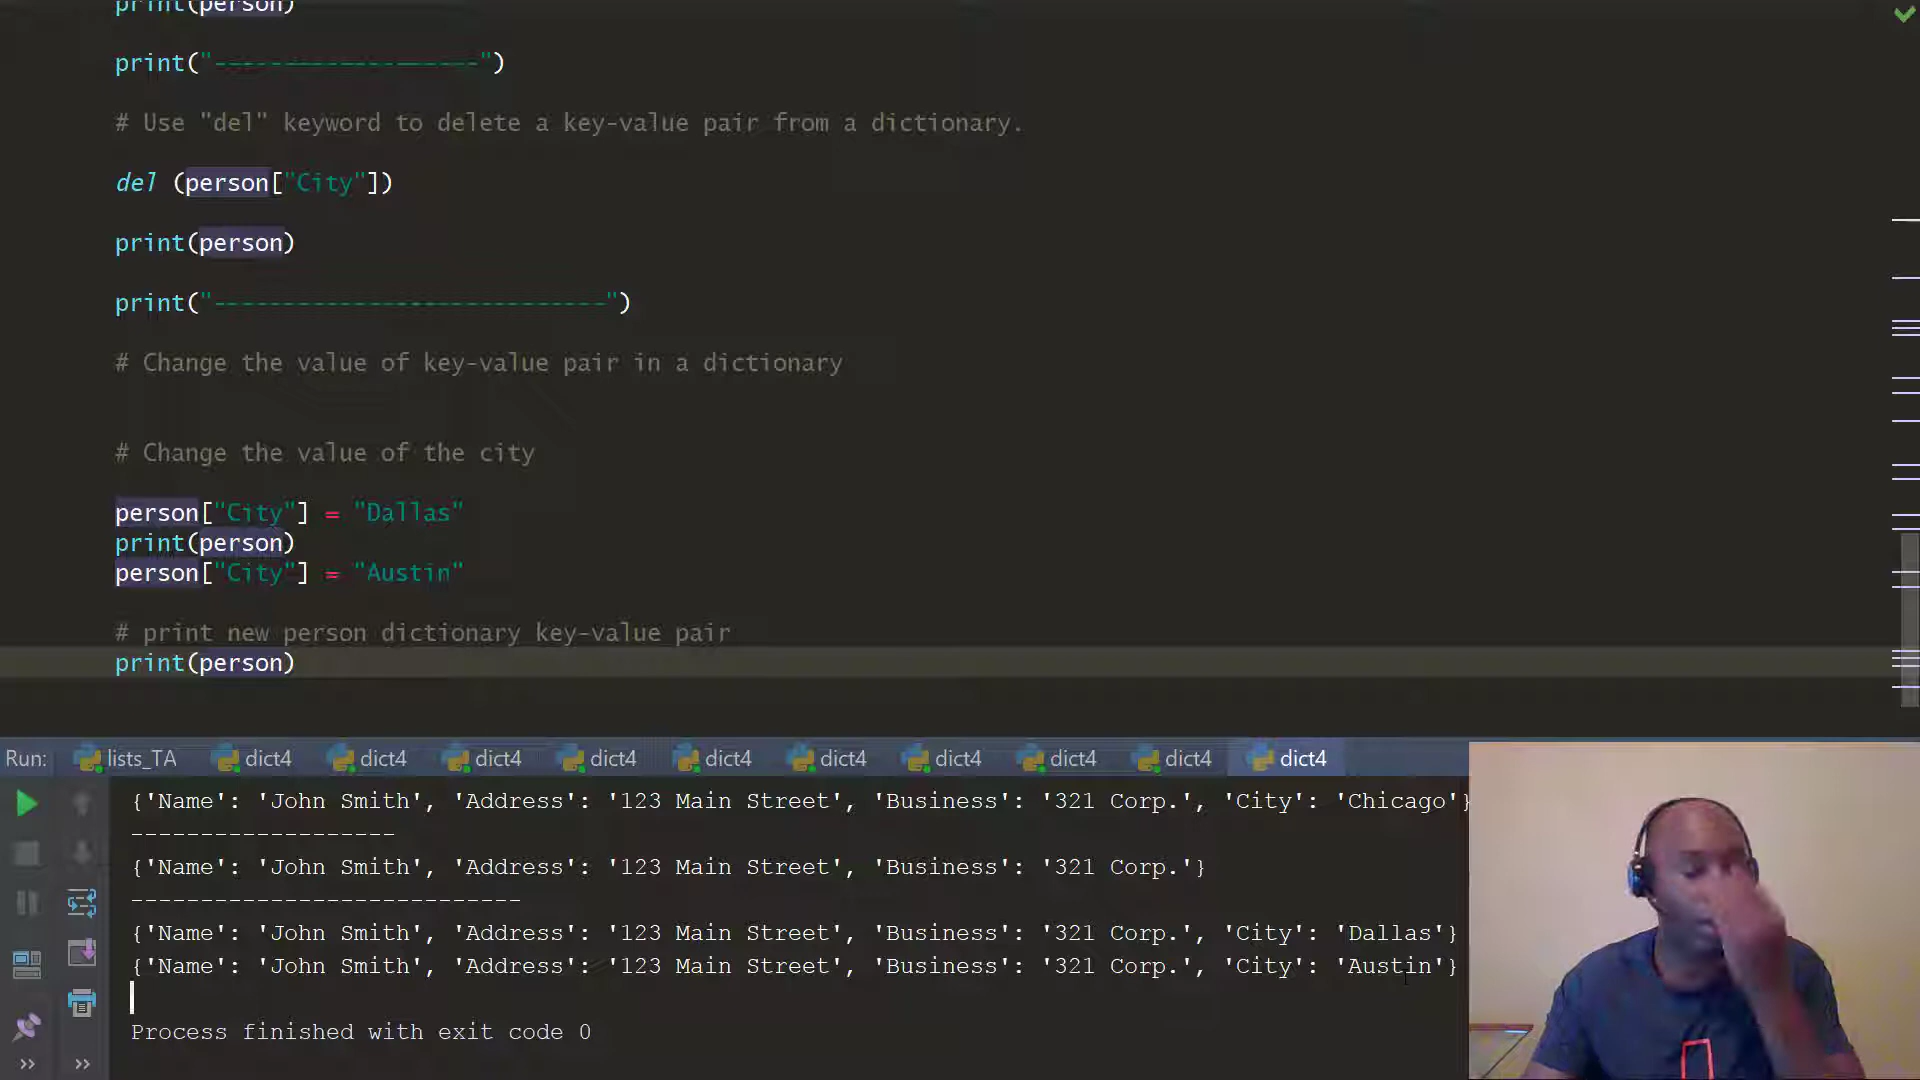 print(person)
print("-------------------")
# Use "del" keyword to delete a key-value pair from a dictionary.
del (person["City"])
print(person)
print("----------------------------")
# Change the value of key-value pair in a dictionary
# Change the value of the city
person["City"] = "Dallas"
print(person)
person["City"] = "Austin"
# print new person dictionary key-value pair
print(person)
Run: lists_TA dict4 dict4 dict4 dict4 dict4 dict4 dict4 dict4 dict4 dict4
{'Name': 'John Smith', 'Address': '123 Main Street', 'Business': '321 Corp.', 'City': 'Chicago'}
-------------------
{'Name': 'John Smith', 'Address': '123 Main Street', 'Business': '321 Corp.'}
----------------------------
{'Name': 'John Smith', 'Address': '123 Main Street', 'Business': '321 Corp.', 'City': 'Dallas'}
{'Name': 'John Smith', 'Address': '123 Main Street', 'Business': '321 Corp.', 'City': 'Austin'}
Process finished with exit code 0